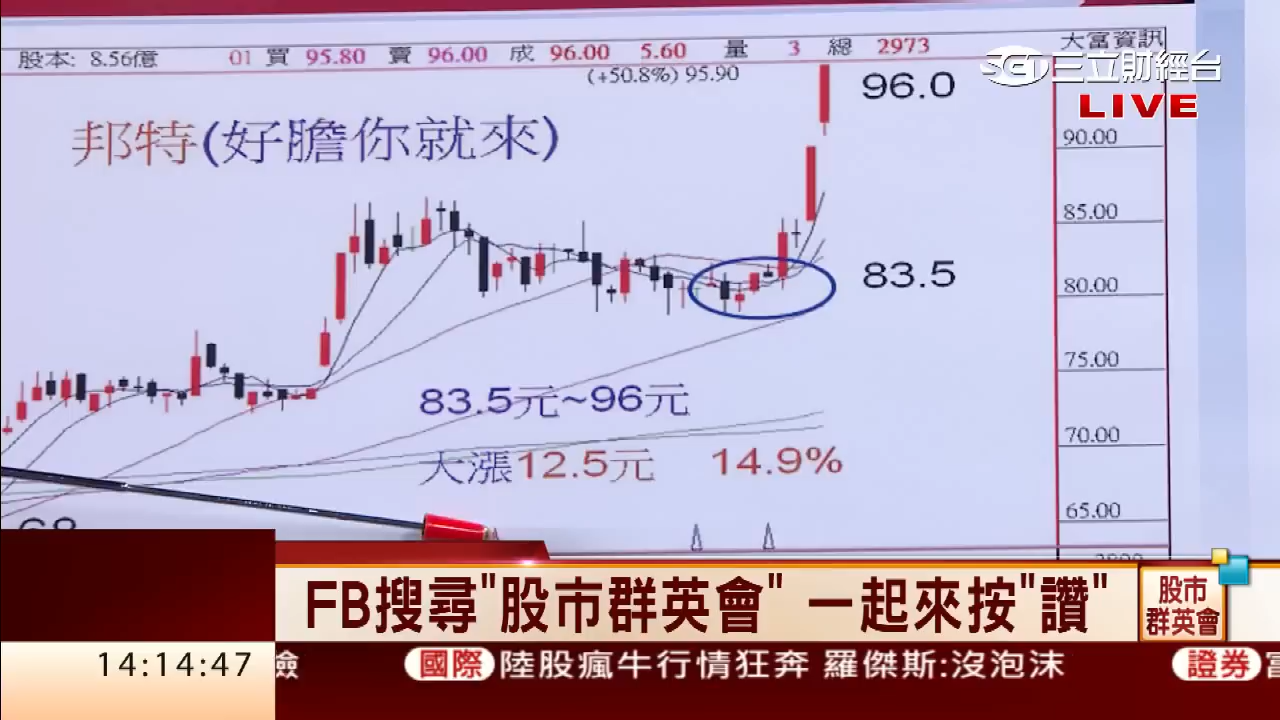 股本: 8.56億 01 買 95.80 賣 96.00 成 96.00 5.60 量 3 總 2973
大富資訊
(+50.8%) 95.90
SET 三立財經台
LIVE
96.0
邦特(好膽你就來)
90.00
85.00
83.5
80.00
75.00
83.5元~96元
70.00
大漲12.5元 14.9%
65.00
68
FB搜尋"股市群英會" 一起來按"讚"
股市
群英會
14:14:47
險 國際 陸股瘋牛行情狂奔 羅傑斯:沒泡沫 證券